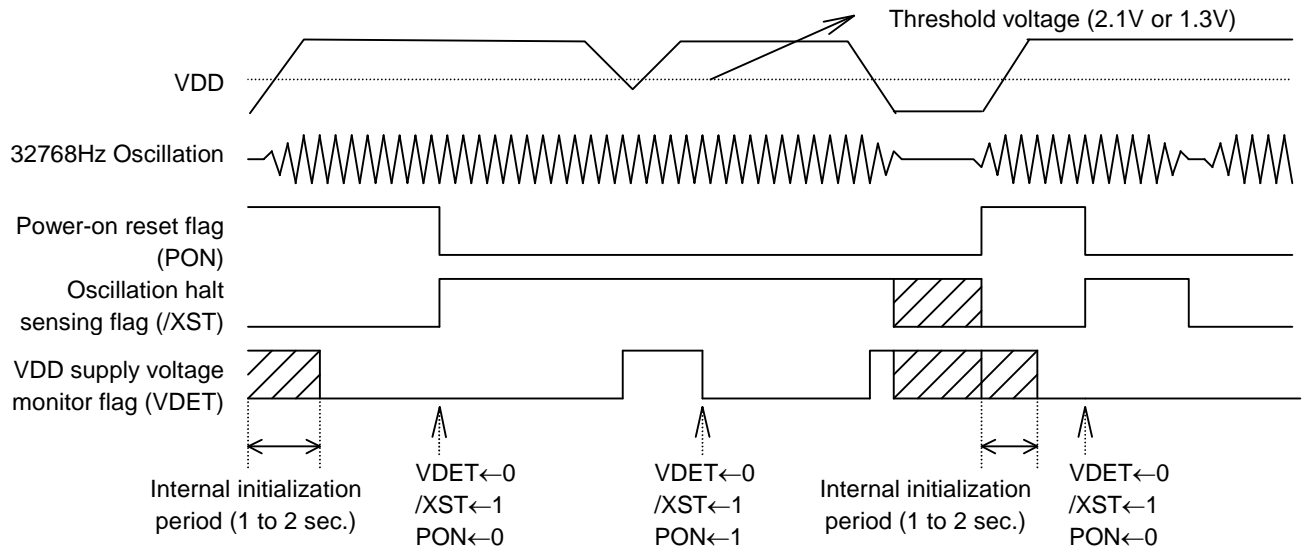 Threshold voltage (2.1V or 1.3V)
VDD
32768Hz Oscillation
Power-on reset flag
(PON)
Oscillation halt
sensing flag (/XST)
VDD supply voltage
monitor flag (VDET)
Internal initialization
period (1 to 2 sec.)
VDET←0
/XST←1
PON←0
VDET←0
/XST←1
PON←1
Internal initialization
period (1 to 2 sec.)
VDET←0
/XST←1
PON←0